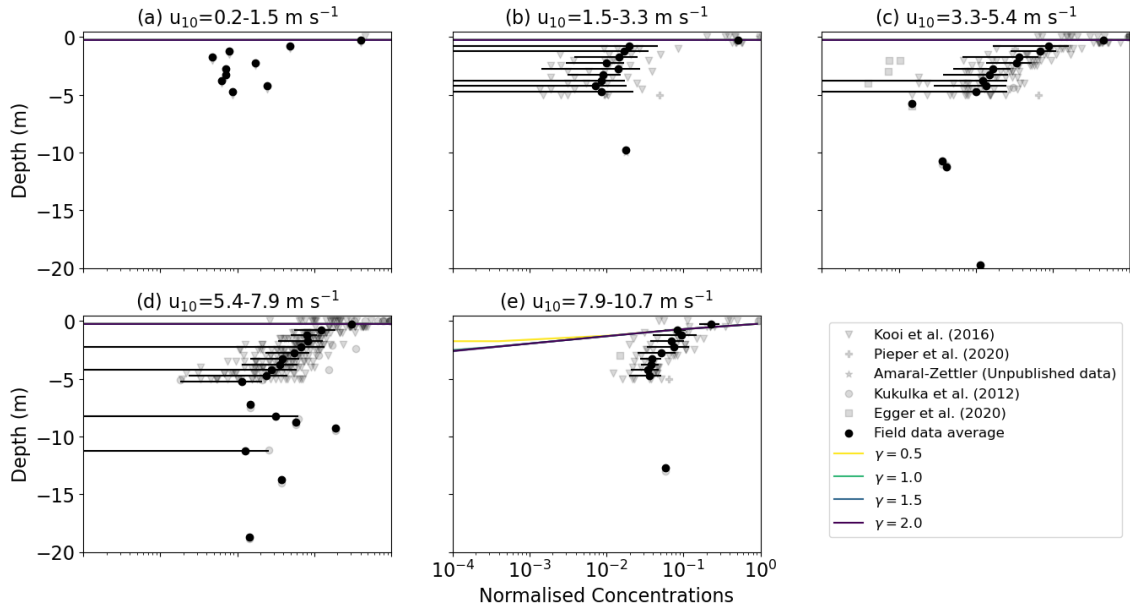 (a) u₁₀=0.2-1.5 m s⁻¹
(b) u₁₀=1.5-3.3 m s⁻¹
(c) u₁₀=3.3-5.4 m s⁻¹
0
−5
−10
−15
−20
Depth (m)
(d) u₁₀=5.4-7.9 m s⁻¹
(e) u₁₀=7.9-10.7 m s⁻¹
0
−5
−10
−15
−20
Depth (m)
10⁻⁴
10⁻³
10⁻²
10⁻¹
10⁰
Normalised Concentrations
Kooi et al. (2016)
Pieper et al. (2020)
Amaral-Zettler (Unpublished data)
Kukulka et al. (2012)
Egger et al. (2020)
Field data average
γ = 0.5
γ = 1.0
γ = 1.5
γ = 2.0